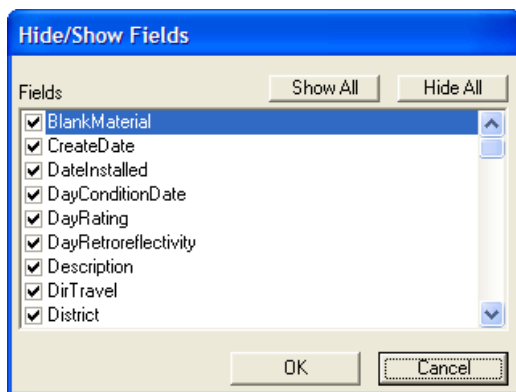 Hide/Show Fields
Fields Show All Hide All
BlankMaterial
CreateDate
DateInstalled
DayConditionDate
DayRating
DayRetroreflectivity
Description
DirTravel
District
OK Cancel